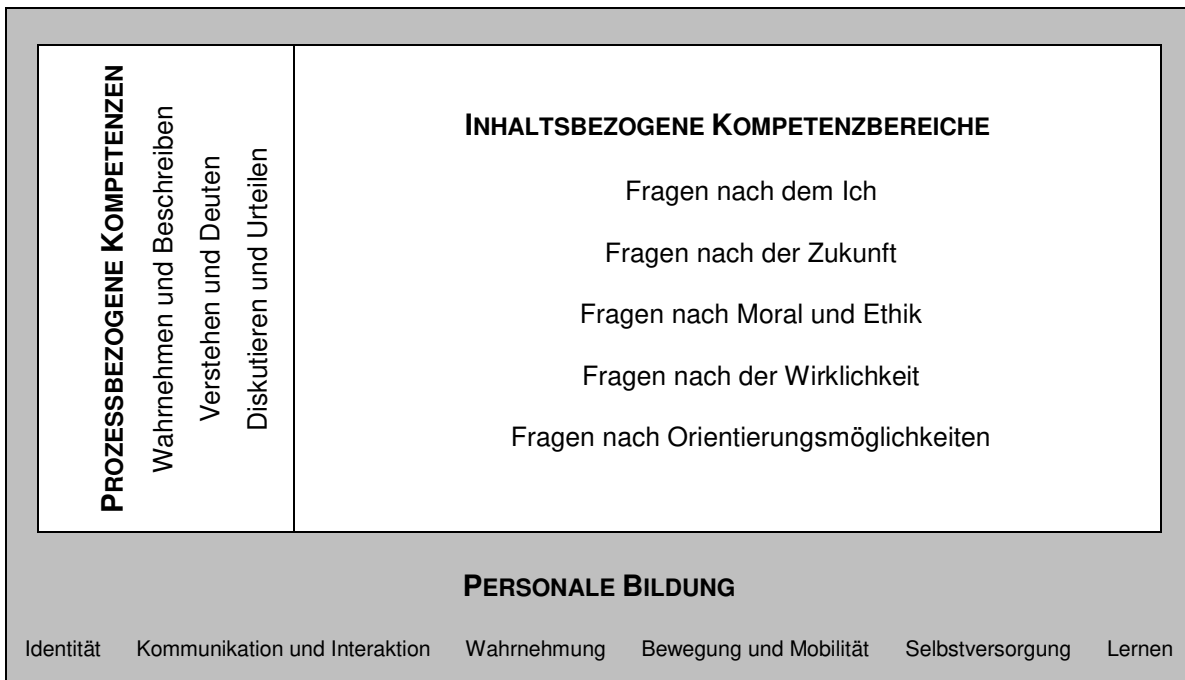 PROZESSBEZOGENE KOMPETENZEN
Wahrnehmen und Beschreiben
Verstehen und Deuten
Diskutieren und Urteilen
INHALTSBEZOGENE KOMPETENZBEREICHE
Fragen nach dem Ich
Fragen nach der Zukunft
Fragen nach Moral und Ethik
Fragen nach der Wirklichkeit
Fragen nach Orientierungsmöglichkeiten
PERSONALE BILDUNG
Identität Kommunikation und Interaktion Wahrnehmung Bewegung und Mobilität Selbstversorgung Lernen